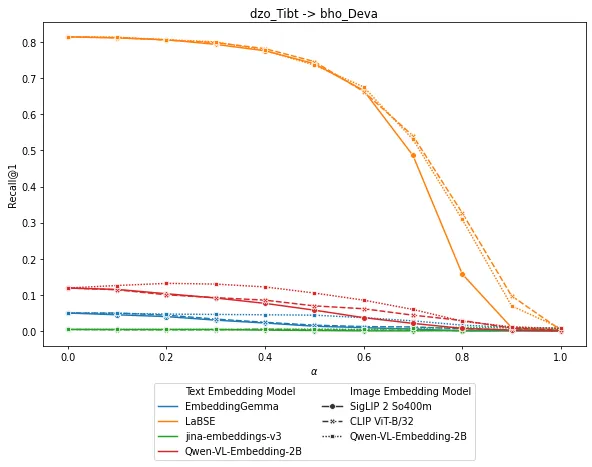 dzo_Tibt -> bho_Deva
Recall@1
0.8
0.7
0.6
0.5
0.4
0.3
0.2
0.1
0.0
0.0 0.2 0.4 0.6 0.8 1.0
α
Text Embedding Model
EmbeddingGemma
LaBSE
jina-embeddings-v3
Qwen-VL-Embedding-2B
Image Embedding Model
SigLIP 2 So400m
CLIP ViT-B/32
Qwen-VL-Embedding-2B